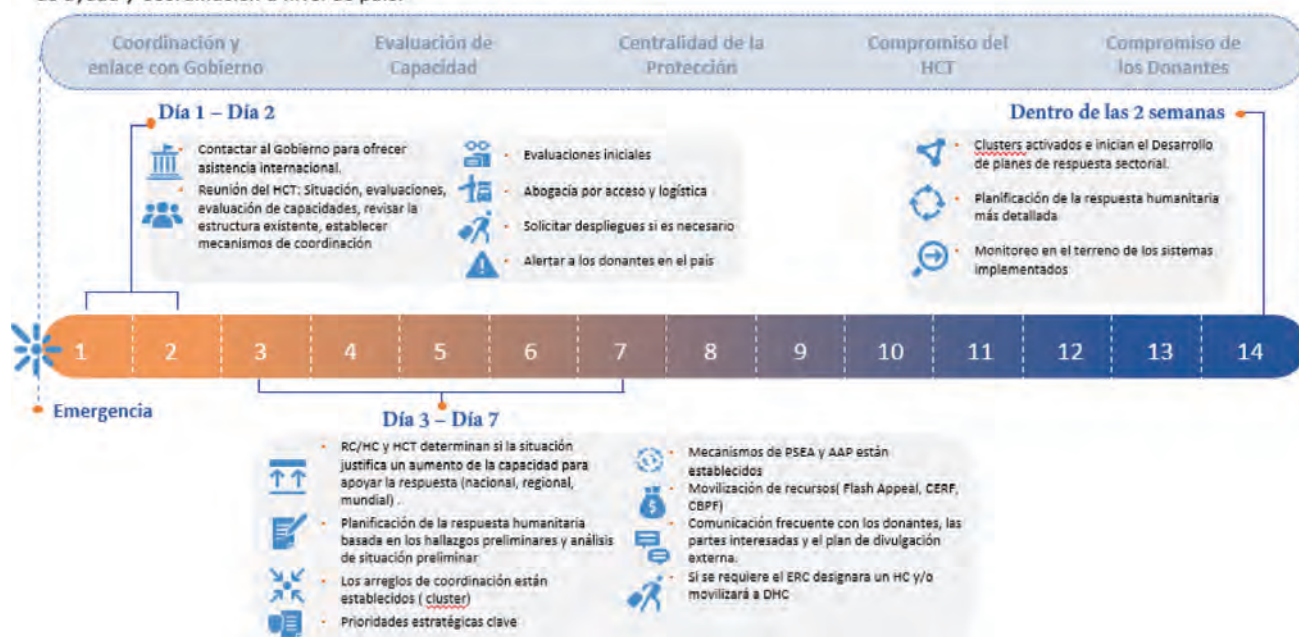 de ayuda y coordinación a nivel de país.
Coordinación y
enlace con Gobierno
Evaluación de
Capacidad
Centralidad de la
Protección
Compromiso del
HCT
Compromiso de
los Donantes
Día 1 – Día 2
Contactar al Gobierno para ofrecer
asistencia internacional.
Reunión del HCT: Situación, evaluaciones,
evaluación de capacidades, revisar la
estructura existente, establecer
mecanismos de coordinación
Evaluaciones iniciales
Abogacía por acceso y logística
Solicitar despliegues si es necesario
Alertar a los donantes en el país
Dentro de las 2 semanas
Clusters activados e inician el Desarrollo
de planes de respuesta sectorial.
Planificación de la respuesta humanitaria
más detallada
Monitoreo en el terreno de los sistemas
implementados
1 2 3 4 5 6 7 8 9 10 11 12 13 14
Emergencia
Día 3 – Día 7
RC/HC y HCT determinan si la situación
justifica un aumento de la capacidad para
apoyar la respuesta (nacional, regional,
mundial) .
Planificación de la respuesta humanitaria
basada en los hallazgos preliminares y análisis
de situación preliminar
Los arreglos de coordinación están
establecidos ( cluster)
Prioridades estratégicas clave
Mecanismos de PSEA y AAP están
establecidos
Movilización de recursos( Flash Appeal, CERF,
CBPF)
Comunicación frecuente con los donantes, las
partes interesadas y el plan de divulgación
externa.
Si se requiere el ERC designara un HC y/o
movilizará a DHC